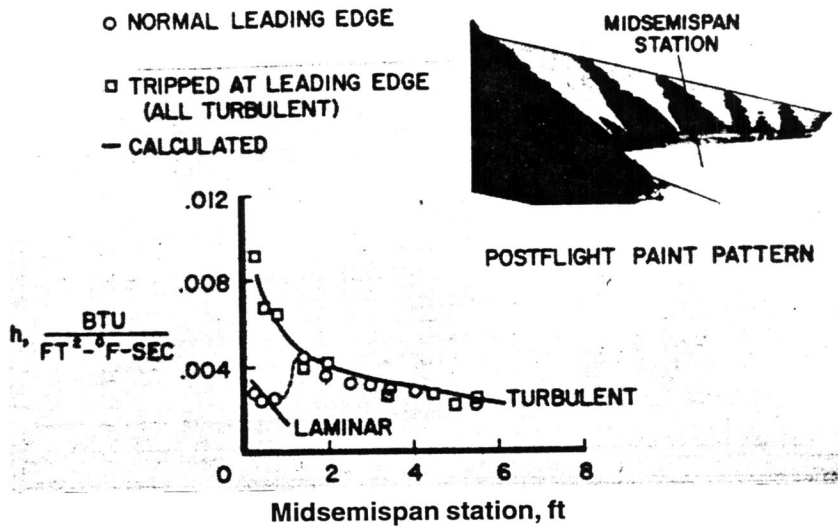 ○ NORMAL LEADING EDGE
□ TRIPPED AT LEADING EDGE
(ALL TURBULENT)
— CALCULATED
MIDSEMISPAN
STATION
POSTFLIGHT PAINT PATTERN
.012
.008
.004
0
h, BTU
FT²-°F-SEC
TURBULENT
LAMINAR
2
4
6
8
Midsemispan station, ft